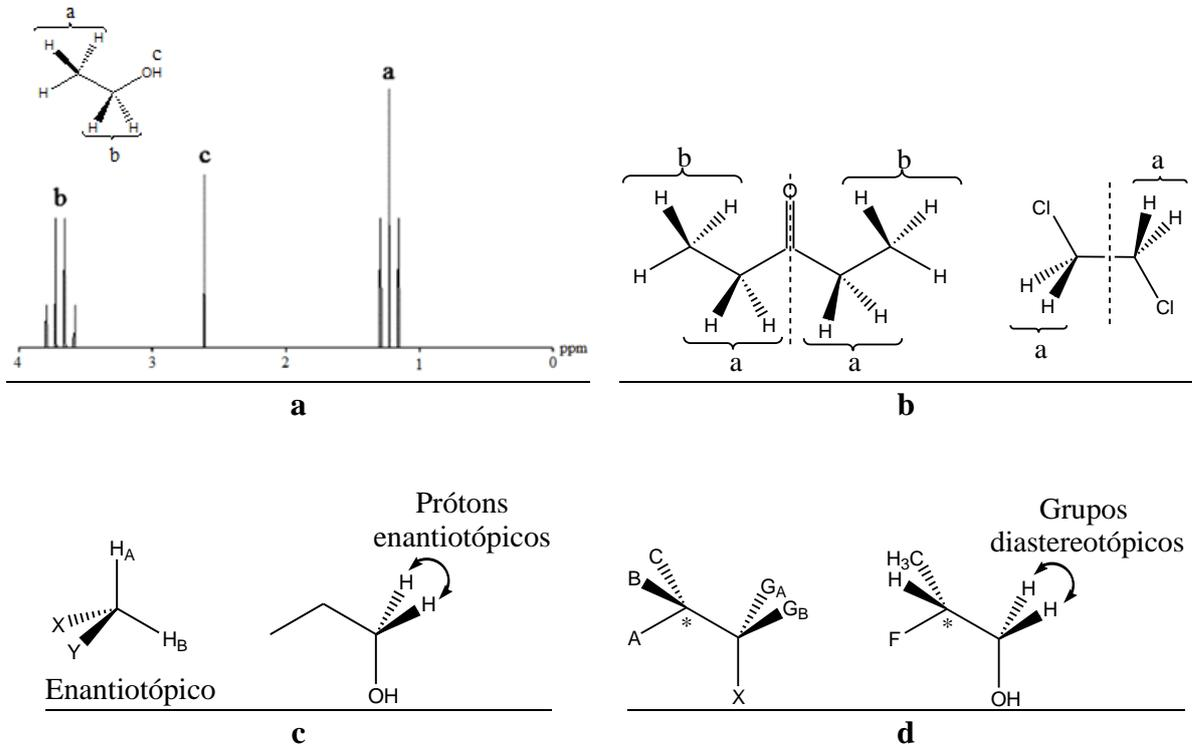 a
H H
c
OH
H
H H
b
b
c
a
4 3 2 1 0 ppm
a
b b
O
H H H H
H H
H H H H
a a
a
Cl H H
H
H Cl
a
b
H_A
X
Y H_B
Enantiotópico
Prótons
enantiotópicos
H
H
OH
c
C
B
A *
G_A
G_B
X
Grupos
diastereotópicos
H₃C
H
F *
H
H
OH
d